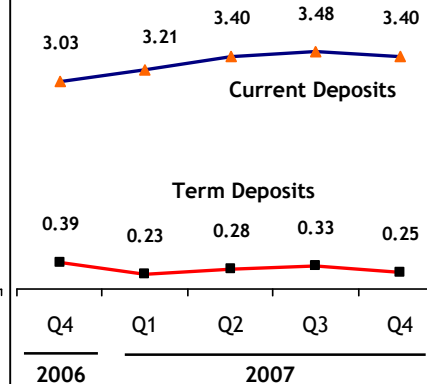 3.03 3.21 3.40 3.48 3.40
Current Deposits
Term Deposits
0.39 0.23 0.28 0.33 0.25
Q4 Q1 Q2 Q3 Q4
2006 2007